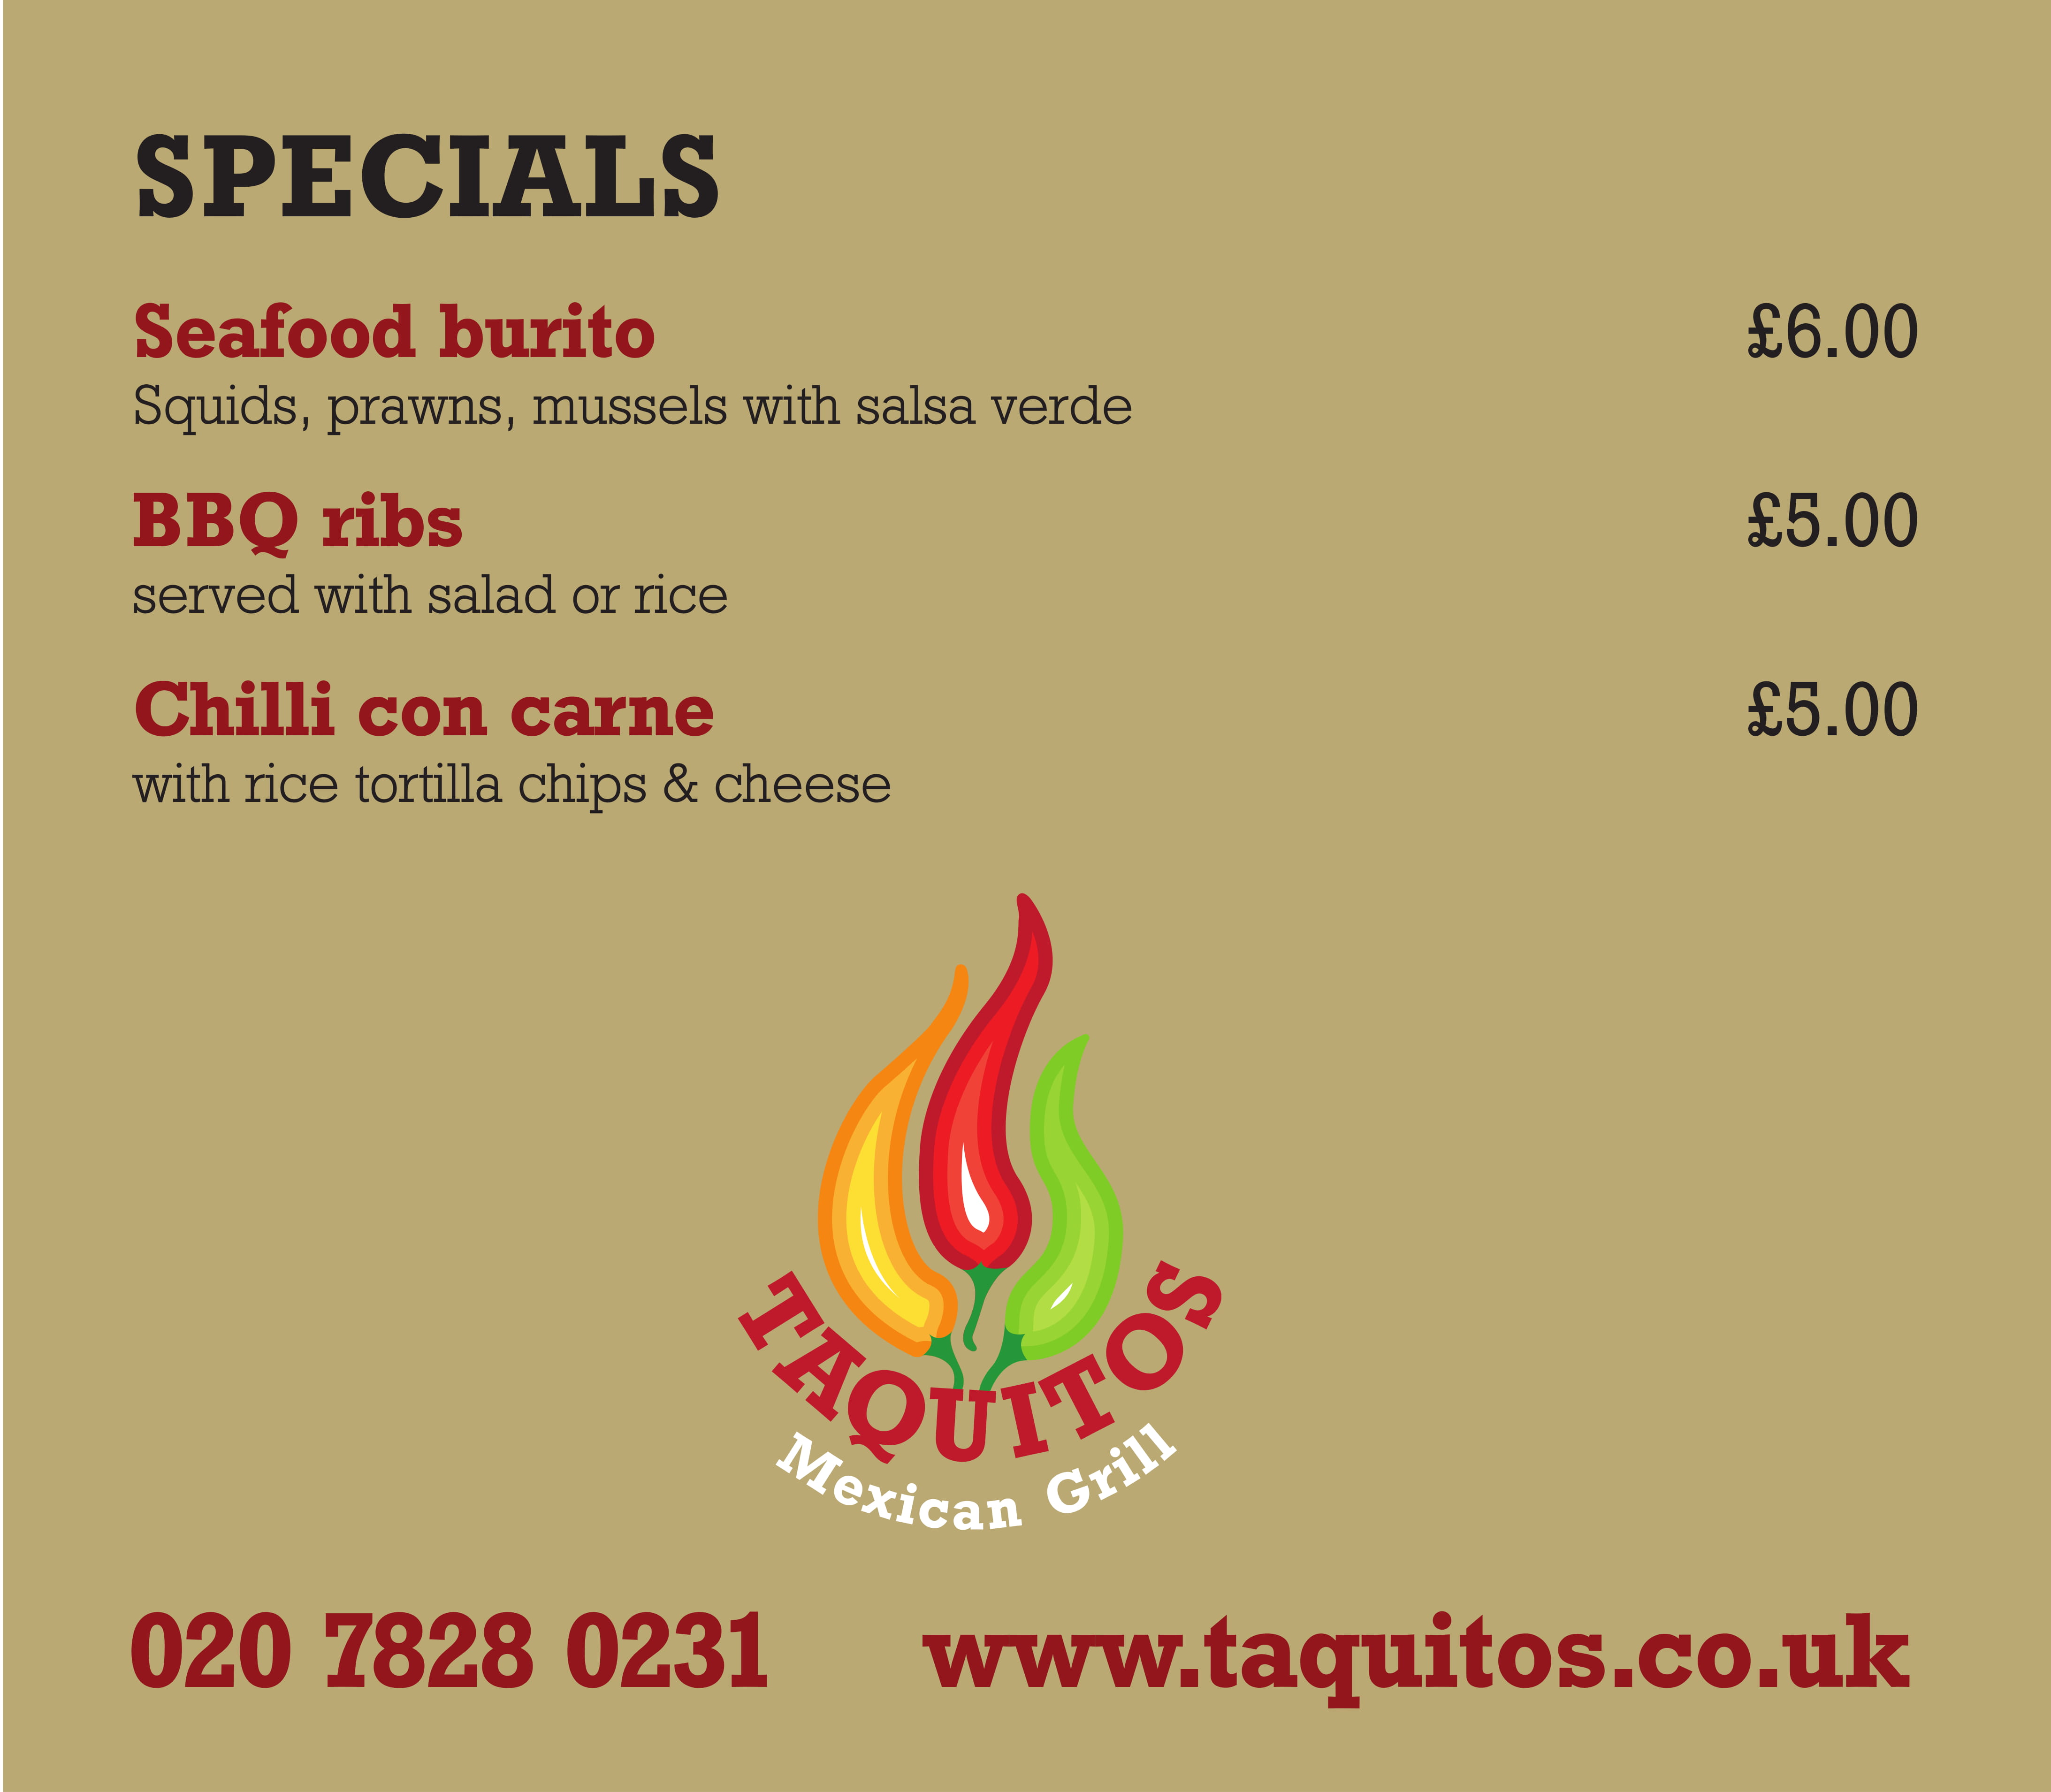 SPECIALS
Seafood burito £6.00
Squids, prawns, mussels with salsa verde
BBQ ribs £5.00
served with salad or rice
Chilli con carne £5.00
with rice tortilla chips & cheese
TAQUITOS
Mexican Grill
020 7828 0231 www.taquitos.co.uk